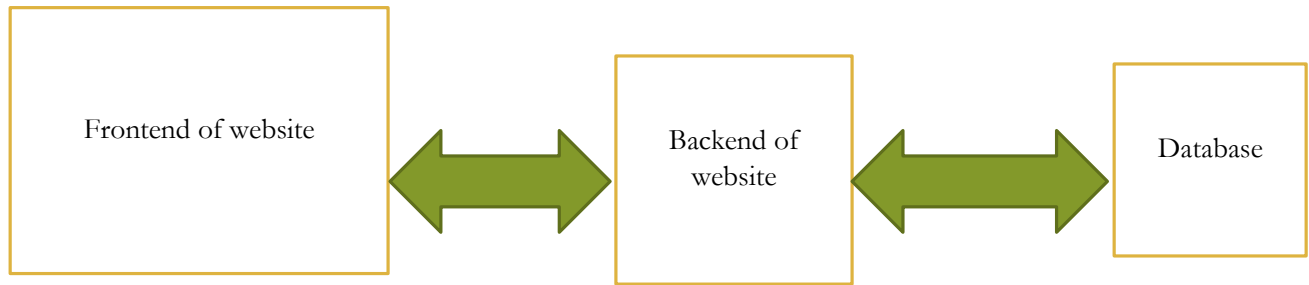 Frontend of website
Backend of
website
Database